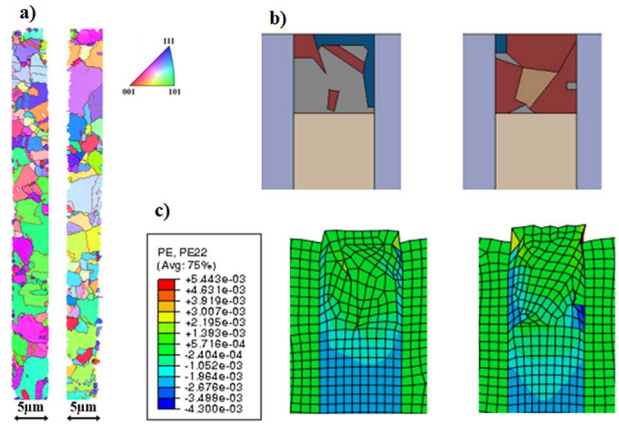 a)
b)
111
001
101
c)
PE, PE22
(Avg: 75%)
+5.443e-03
+4.631e-03
+3.819e-03
+3.007e-03
+2.195e-03
+1.383e-03
+5.716e-04
-2.404e-04
-1.052e-03
-1.864e-03
-2.676e-03
-3.488e-03
-4.300e-03
5μm
5μm